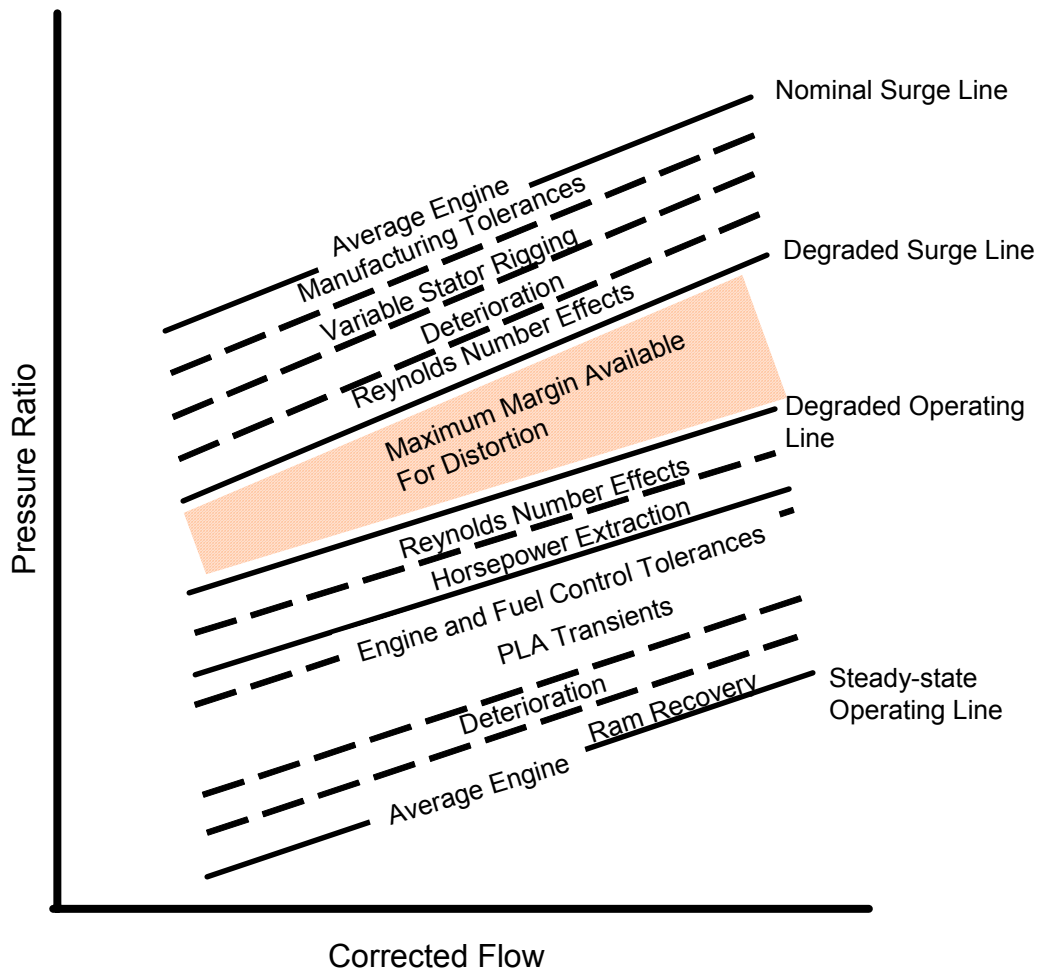 Nominal Surge Line
Average Engine
Manufacturing Tolerances
Variable Stator Rigging
Deterioration
Reynolds Number Effects
Degraded Surge Line
Maximum Margin Available
For Distortion
Degraded Operating
Line
Reynolds Number Effects
Horsepower Extraction
Engine and Fuel Control Tolerances
PLA Transients
Deterioration
Ram Recovery
Average Engine
Steady-state
Operating Line
Pressure Ratio
Corrected Flow